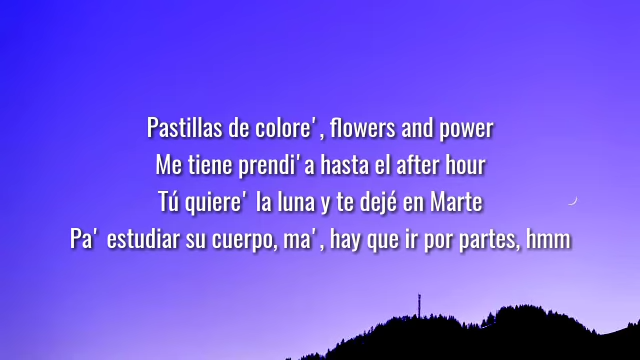 Pastillas de colore', flowers and power
Me tiene prendi'a hasta el after hour
Tú quiere' la luna y te dejé en Marte
Pa' estudiar su cuerpo, ma', hay que ir por partes, hmm